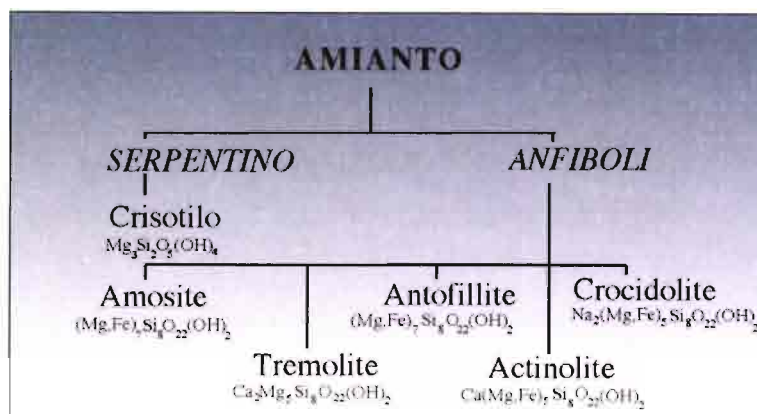 AMIANTO
SERPENTINO ANFIBOLI
Crisotilo
Mg₃Si₂O₅(OH)₄
Amosite Antofillite Crocidolite
(Mg,Fe)₇Si₈O₂₂(OH)₂ (Mg,Fe)₇Si₈O₂₂(OH)₂ Na₂(Mg,Fe)₅Si₈O₂₂(OH)₂
Tremolite Actinolite
Ca₂Mg₅Si₈O₂₂(OH)₂ Ca(Mg,Fe)₅Si₈O₂₂(OH)₂